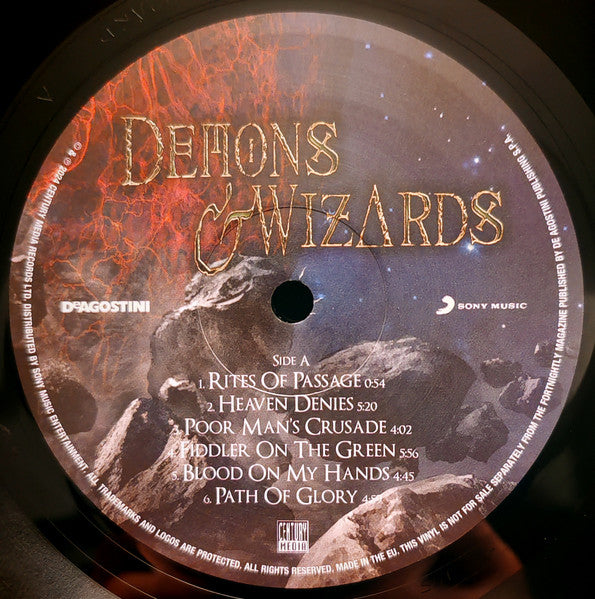 DEMONS
& WIZARDS
DeAGOSTINI
SONY MUSIC
SIDE A
1. RITES OF PASSAGE 0:54
2. HEAVEN DENIES 5:20
3. POOR MAN'S CRUSADE 4:02
4. FIDDLER ON THE GREEN 5:56
5. BLOOD ON MY HANDS 4:45
6. PATH OF GLORY
CENTURY
MEDIA
℗ & © 2024 CENTURY MEDIA RECORDS LTD. DISTRIBUTED BY SONY MUSIC ENTERTAINMENT. ALL TRADEMARKS AND LOGOS ARE PROTECTED. ALL RIGHTS RESERVED. MADE IN THE EU. THIS VINYL IS NOT FOR SALE SEPARATELY FROM THE FORTNIGHTLY MAGAZINE PUBLISHED BY DE AGOSTINI PUBLISHING S.P.A.